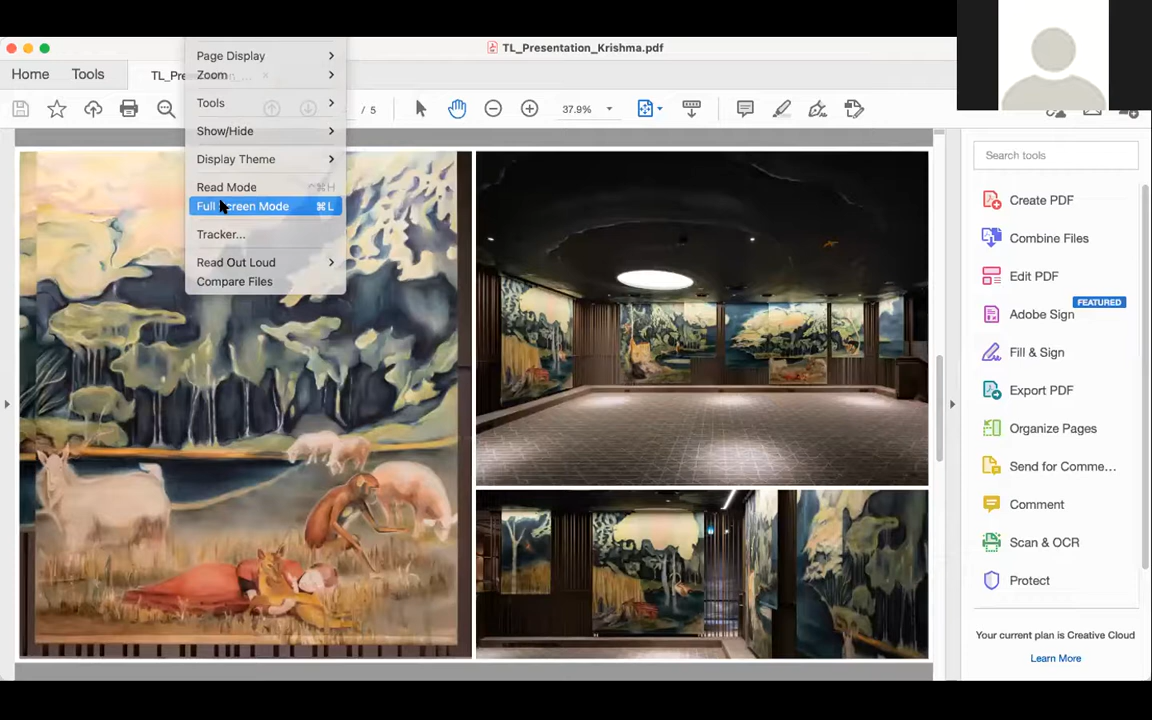 TL_Presentation_Krishma.pdf
Home
Tools
TL_Pre
/ 5
37.9%
Page Display
Zoom
Tools
Show/Hide
Display Theme
Read Mode ^⌘H
Full Screen Mode ⌘L
Tracker...
Read Out Loud
Compare Files
Search tools
Create PDF
Combine Files
Edit PDF
FEATURED
Adobe Sign
Fill & Sign
Export PDF
Organize Pages
Send for Comme...
Comment
Scan & OCR
Protect
Your current plan is Creative Cloud
Learn More